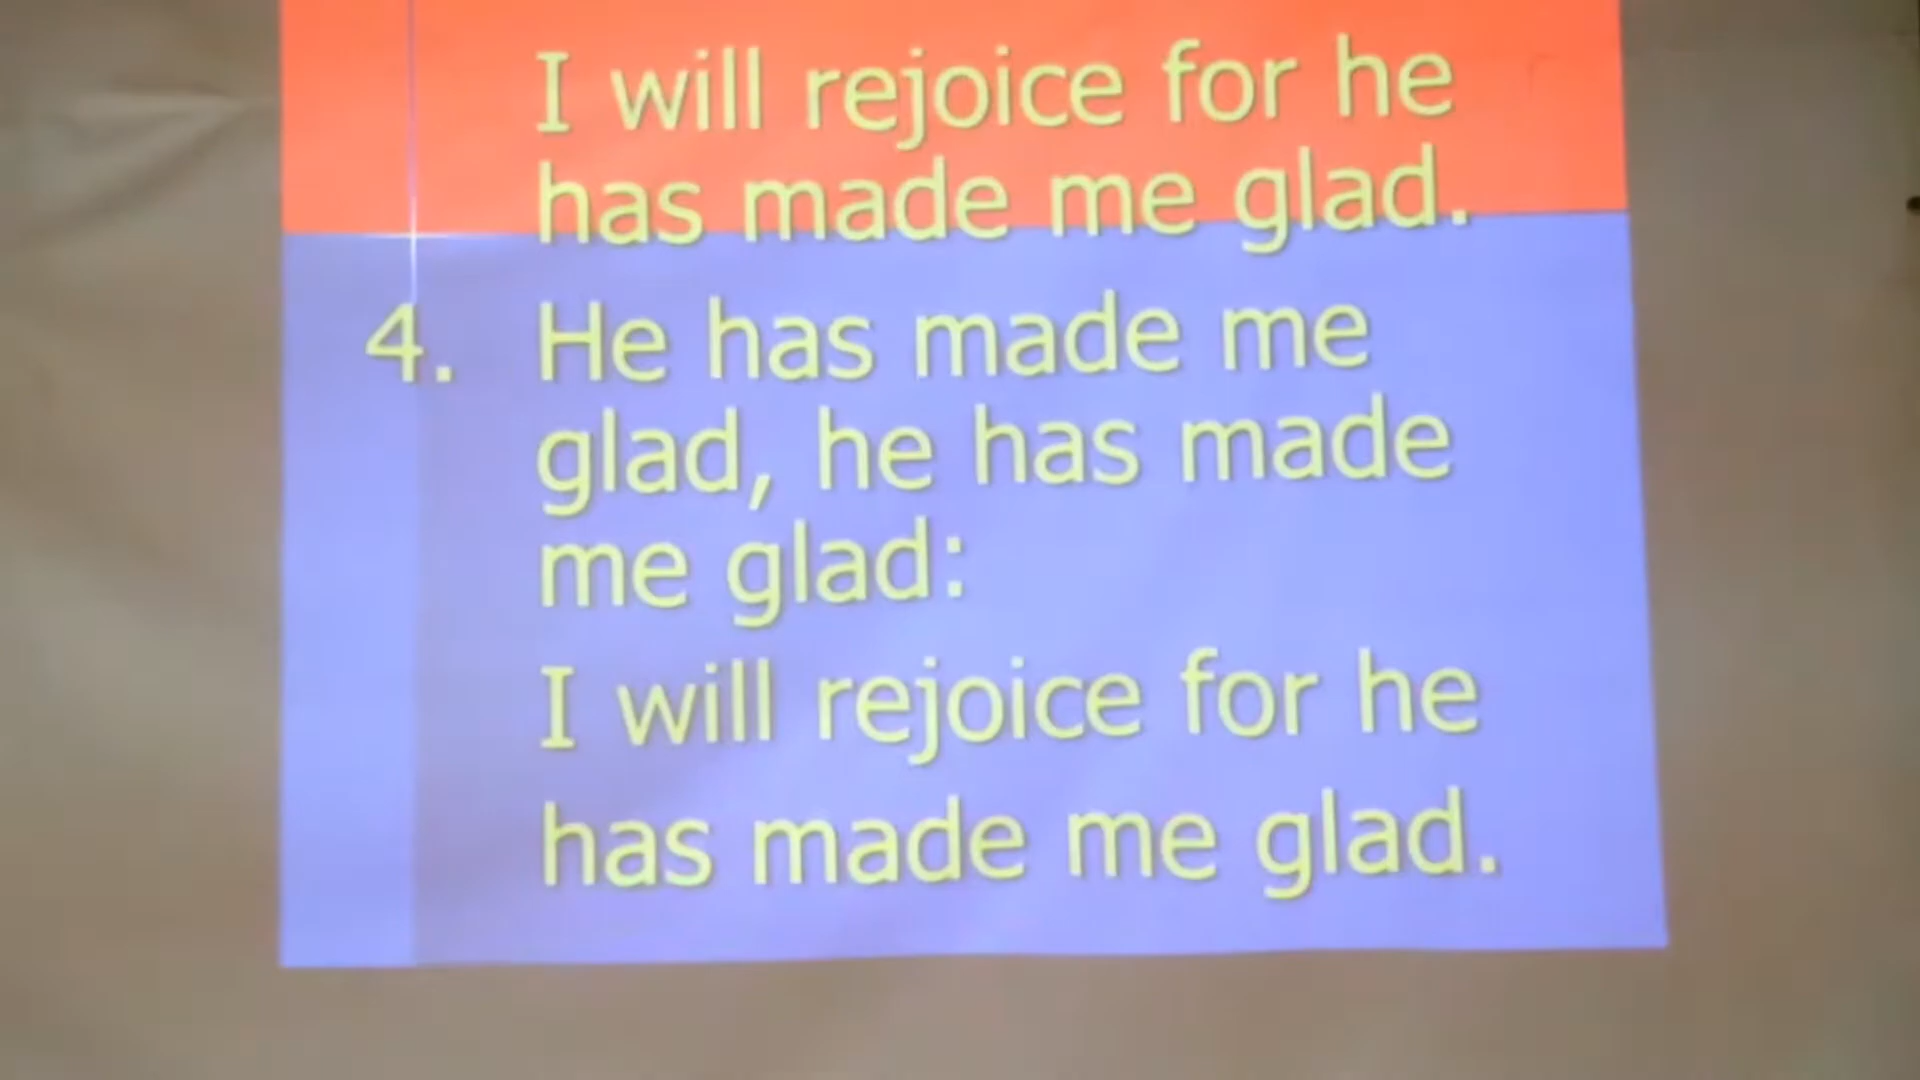 I will rejoice for he
has made me glad.
4. He has made me
glad, he has made
me glad:
I will rejoice for he
has made me glad.